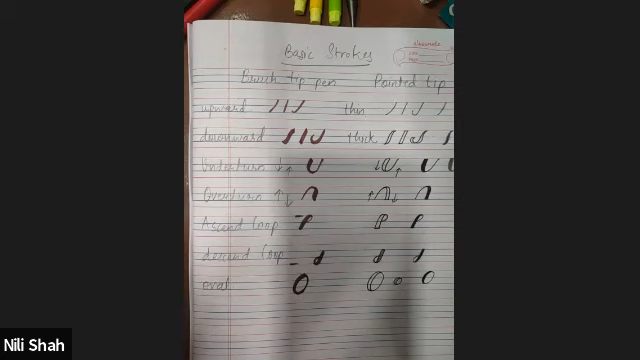 Basic Strokes
Brush tip pen Pointed tip
upward thin
downward thick
Underturn
Overturn
Ascend loop
descend loop
oval
Nili Shah